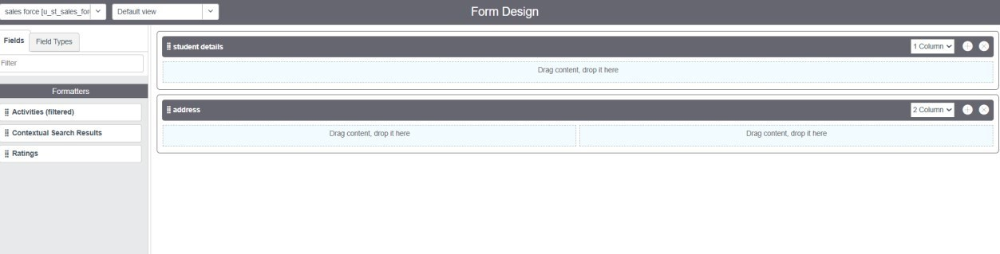 sales force [u_st_sales_for
Default view
Form Design
Fields
Field Types
Filter
Formatters
Activities (filtered)
Contextual Search Results
Ratings
student details
1 Column
Drag content, drop it here
address
2 Column
Drag content, drop it here
Drag content, drop it here